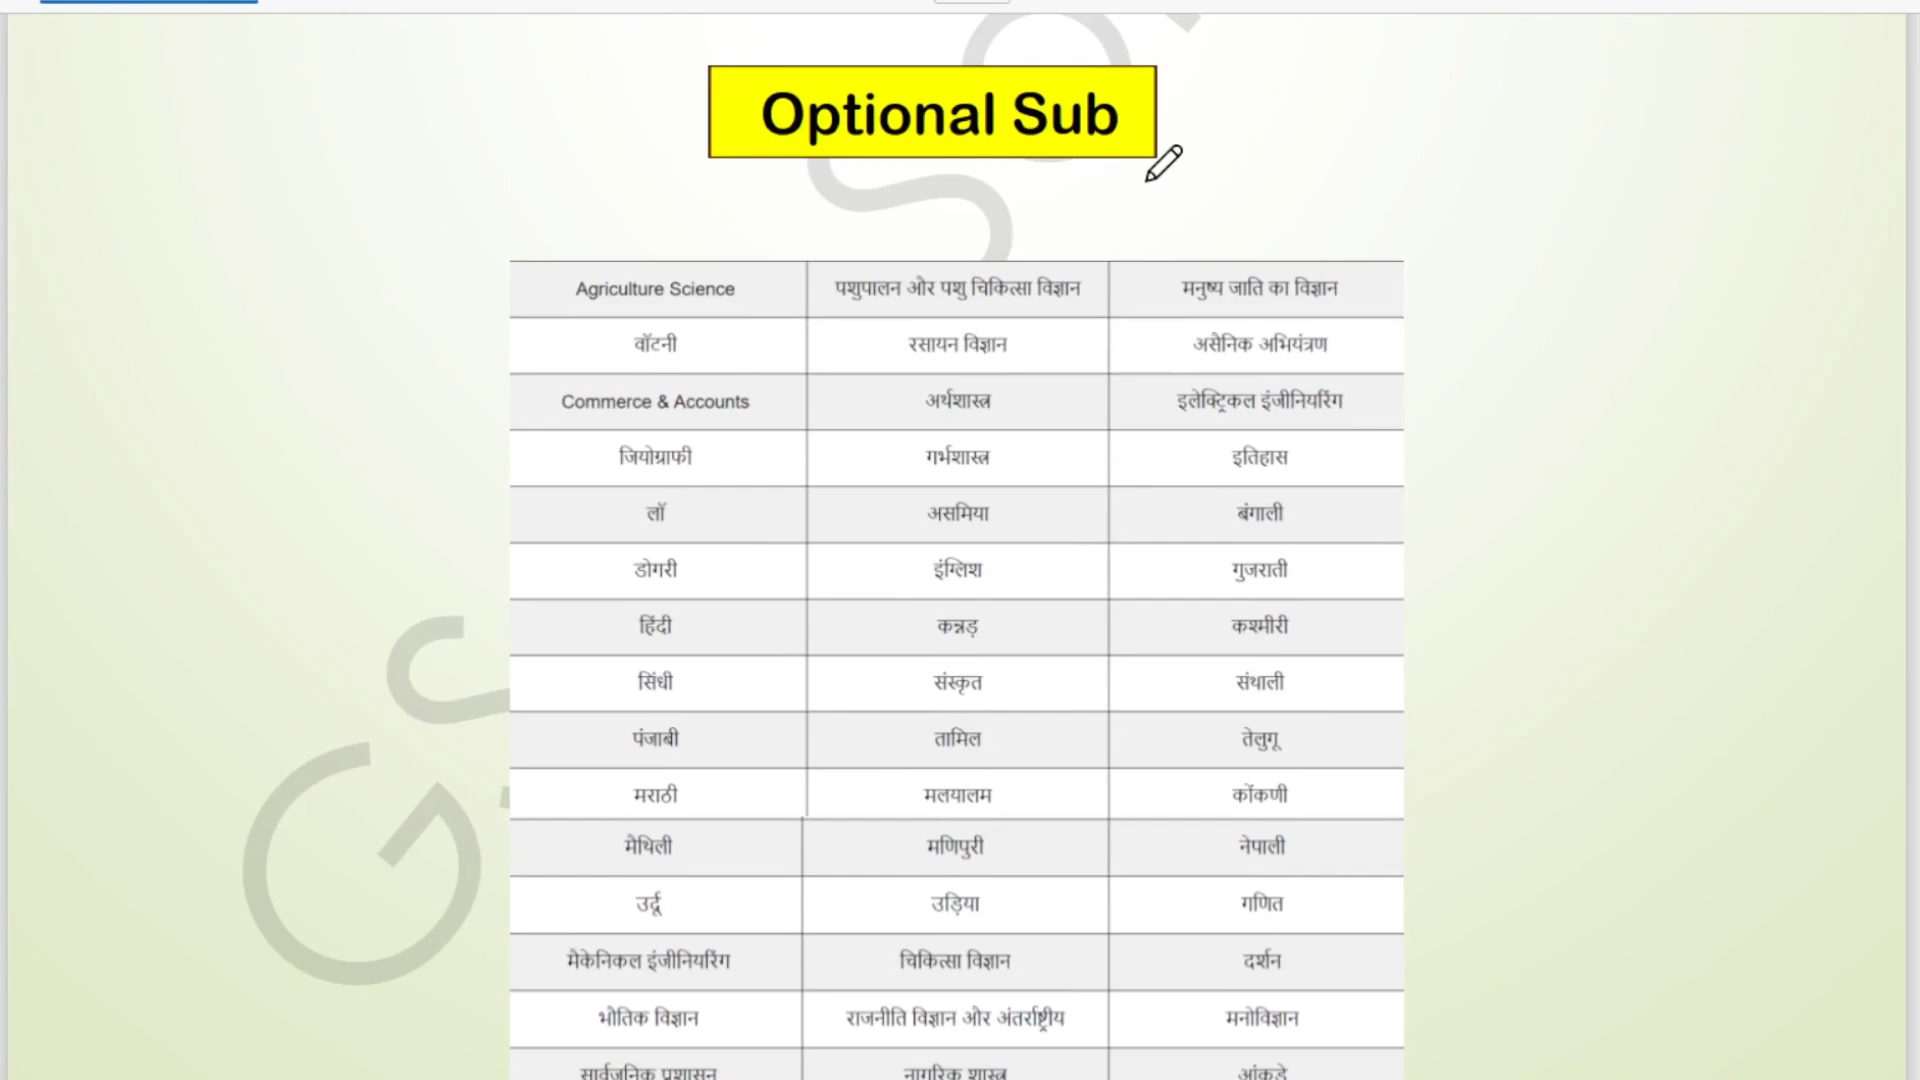 Optional Sub
Agriculture Science पशुपालन और पशु चिकित्सा विज्ञान मनुष्य जाति का विज्ञान
वॉटनी रसायन विज्ञान असैनिक अभियंत्रण
Commerce & Accounts अर्थशास्त्र इलेक्ट्रिकल इंजीनियरिंग
जियोग्राफी गर्भशास्त्र इतिहास
लॉ असमिया बंगाली
डोगरी इंग्लिश गुजराती
हिंदी कन्नड़ कश्मीरी
सिंधी संस्कृत संथाली
पंजाबी तामिल तेलुगू
मराठी मलयालम कोंकणी
मैथिली मणिपुरी नेपाली
उर्दू उड़िया गणित
मैकेनिकल इंजीनियरिंग चिकित्सा विज्ञान दर्शन
भौतिक विज्ञान राजनीति विज्ञान और अंतर्राष्ट्रीय मनोविज्ञान
सार्वजनिक प्रशासन नागरिक शास्त्र आंकड़े